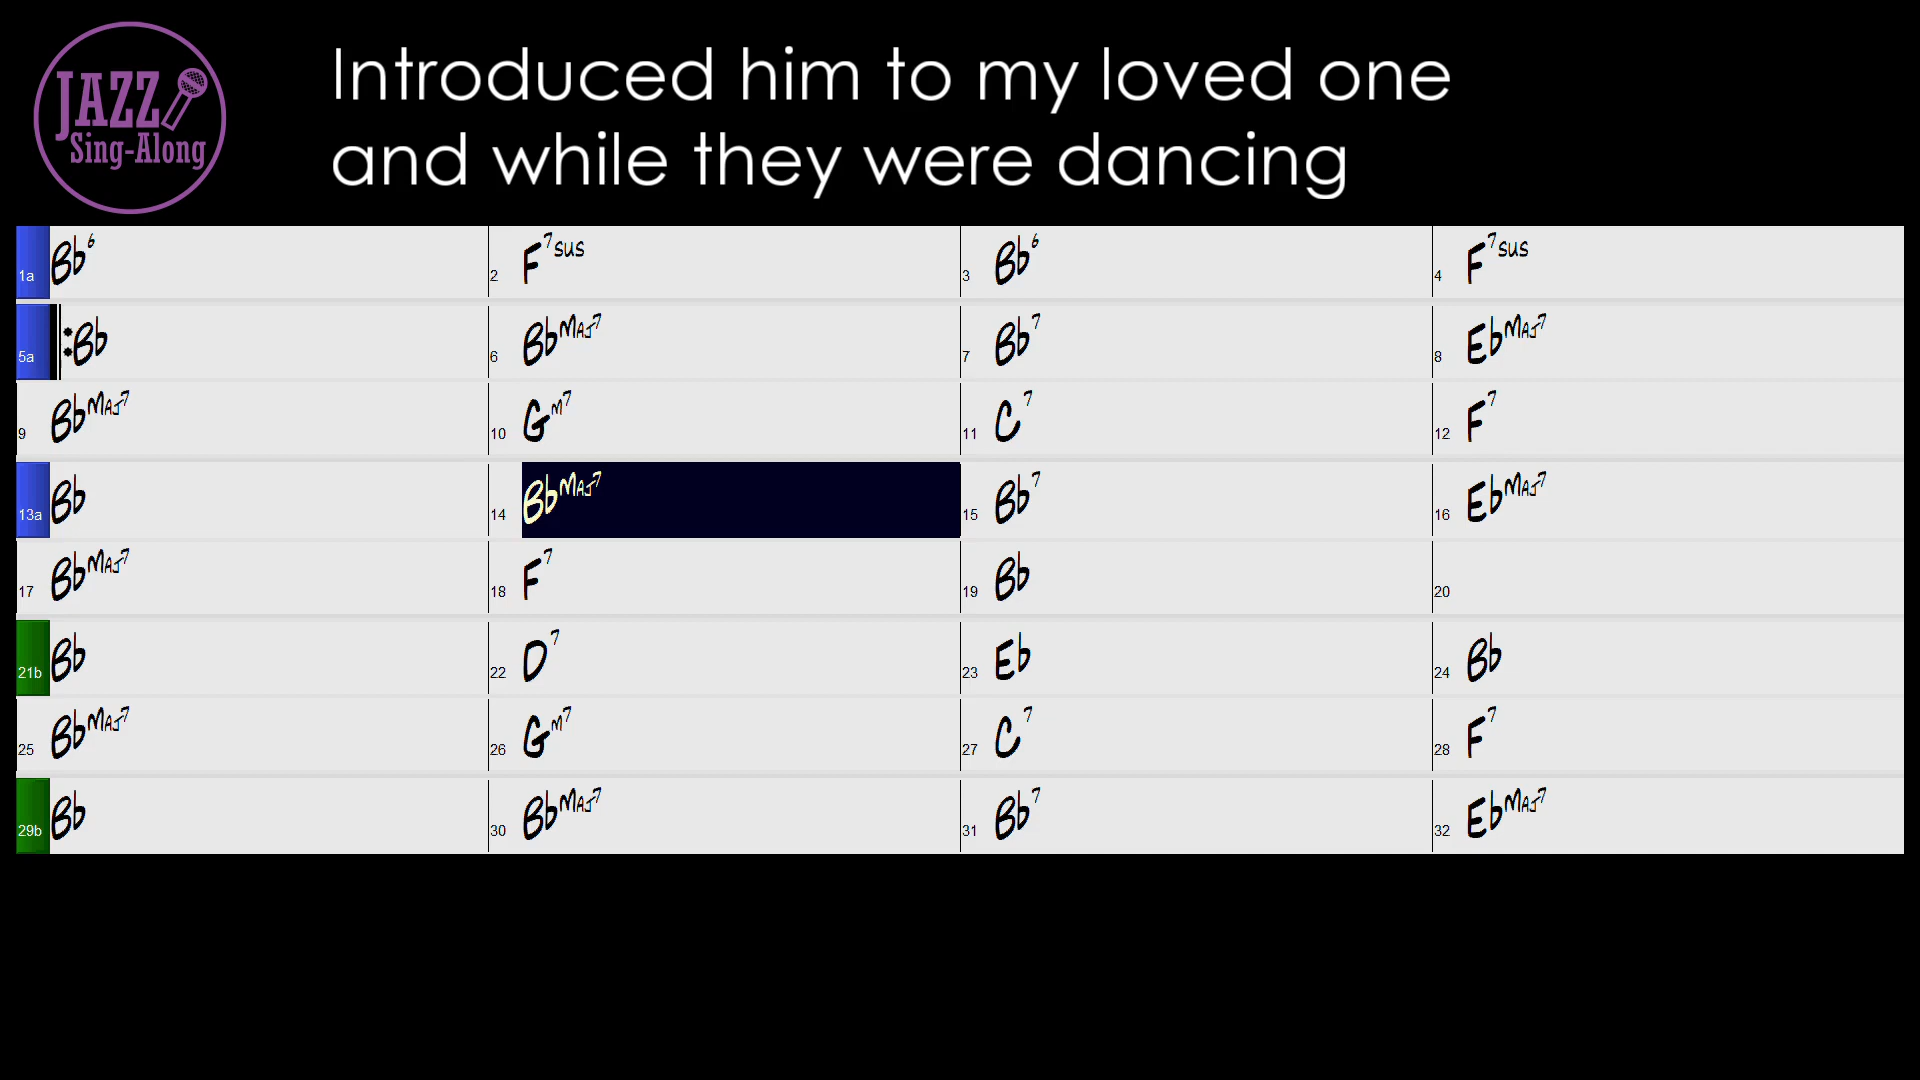 JAZZ
Sing-Along
Introduced him to my loved one
and while they were dancing
1a Bb6 2 F7sus 3 Bb6 4 F7sus
5a Bb 6 BbMaj7 7 Bb7 8 EbMaj7
9 BbMaj7 10 Gm7 11 C7 12 F7
13a Bb 14 BbMaj7 15 Bb7 16 EbMaj7
17 BbMaj7 18 F7 19 Bb 20
21b Bb 22 D7 23 Eb 24 Bb
25 BbMaj7 26 Gm7 27 C7 28 F7
29b Bb 30 BbMaj7 31 Bb7 32 EbMaj7